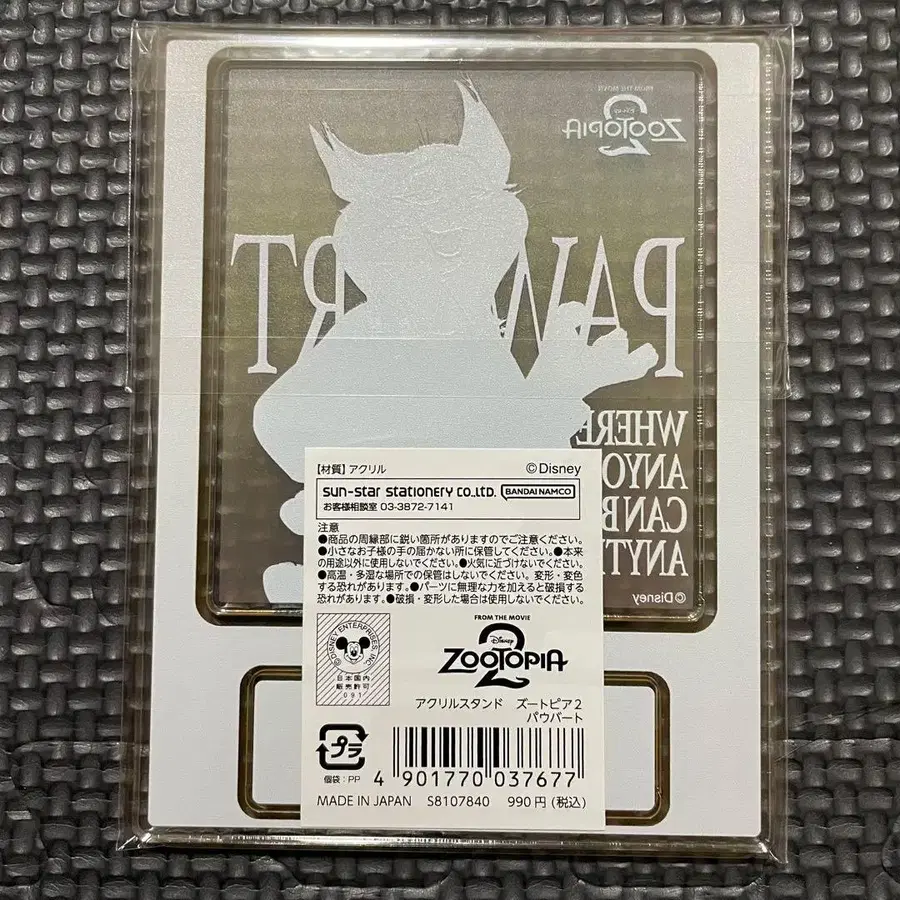 FROM THE MOVIE
Disney
ZOOTOPIA
2
PAW RT
WHERE
ANYO
CAN B
ANYT
©Disney
【材質】アクリル ©Disney
sun-star stationery co.,Ltd. BANDAI NAMCO
お客様相談室 03-3872-7141
注意
●商品の周縁部に鋭い箇所がありますのでご注意ください。
●小さなお子様の手の届かない所に保管してください。●本来
の用途以外に使用しないでください。●火気に近づけないでください。
●高温・多湿な場所での保管はしないでください。変形・変色
する恐れがあります。●パーツに無理な力を加えると破損する
恐れがあります。●破損・変形した場合は使用しないでください。
©DISNEY ENTERPRISES, INC.
日本国内
販売許可
091
FROM THE MOVIE
Disney
ZOOTOPIA
2
アクリルスタンド ズートピア2
パウバート
プラ
個袋:PP
4 901770 037677
MADE IN JAPAN S8107840 990円(税込)